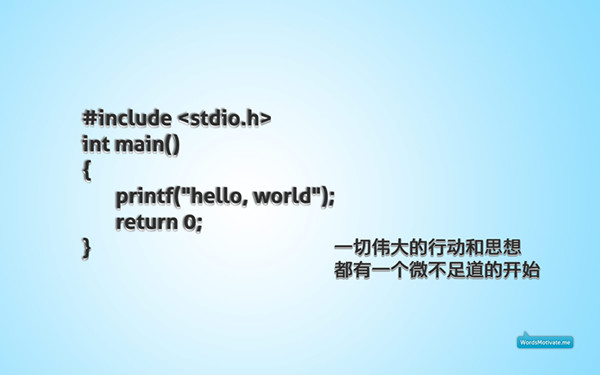 #include <stdio.h>
int main()
{
printf("hello, world");
return 0;
}
一切伟大的行动和思想
都有一个微不足道的开始
WordsMotivate.me